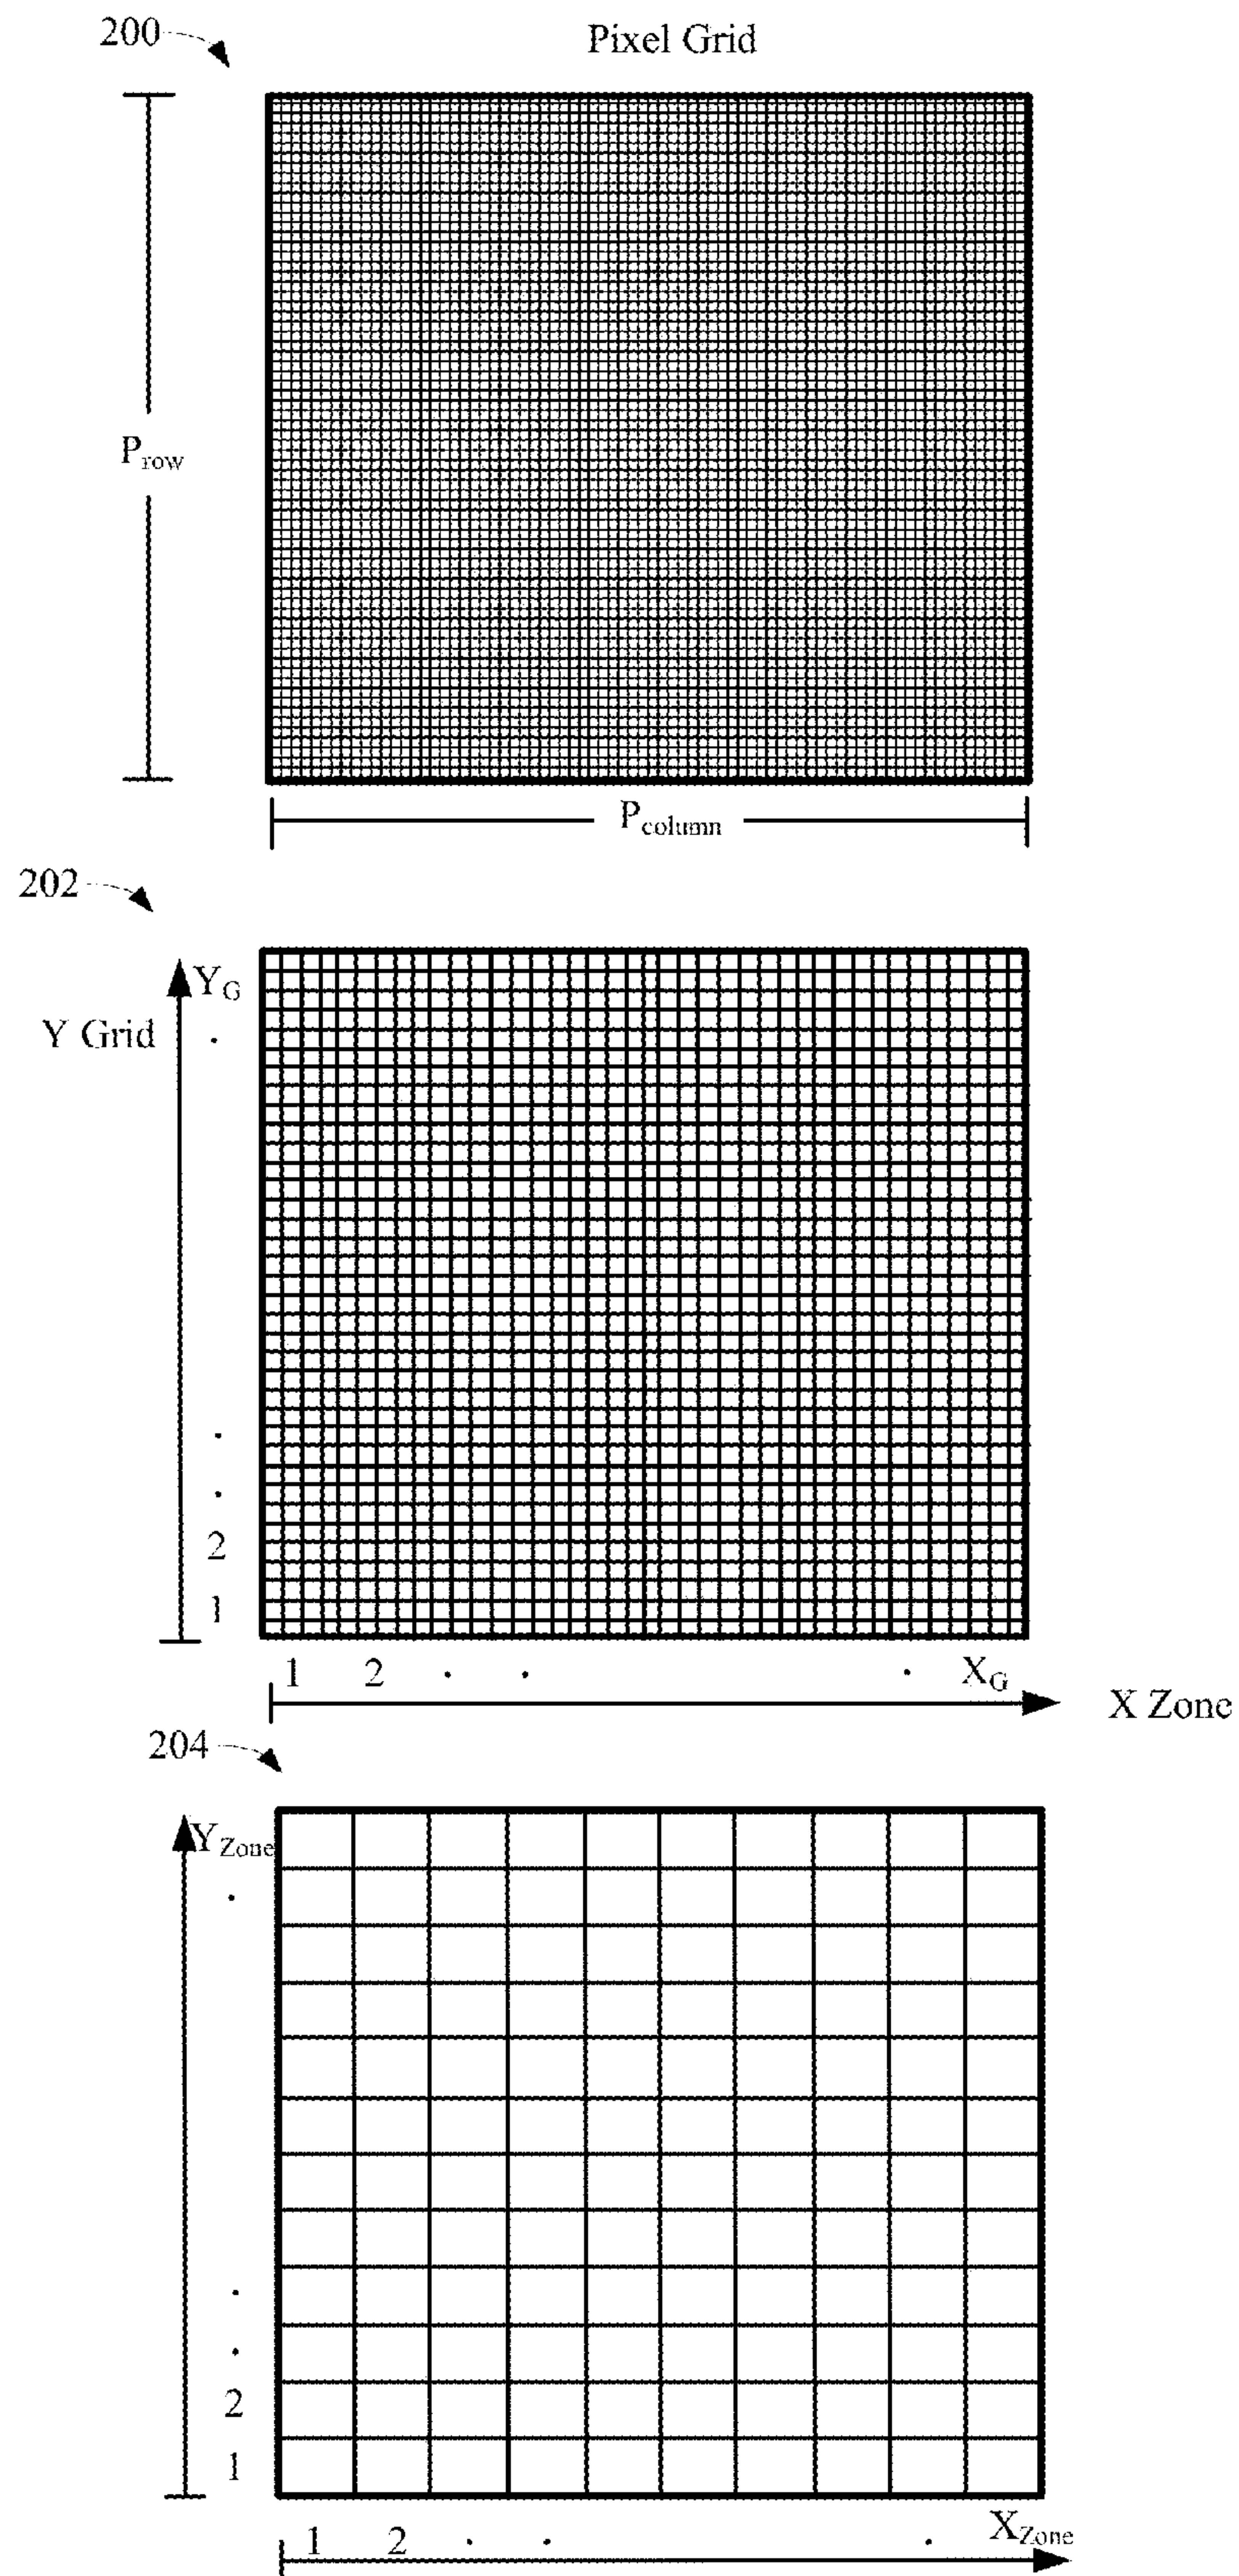 200
Pixel Grid
P_row
P_column
202
Y_G
Y Grid
.
.
.
2
1
1 2 . . . X_G
X Zone
204
Y_Zone
.
.
.
2
1
1 2 . . . X_Zone